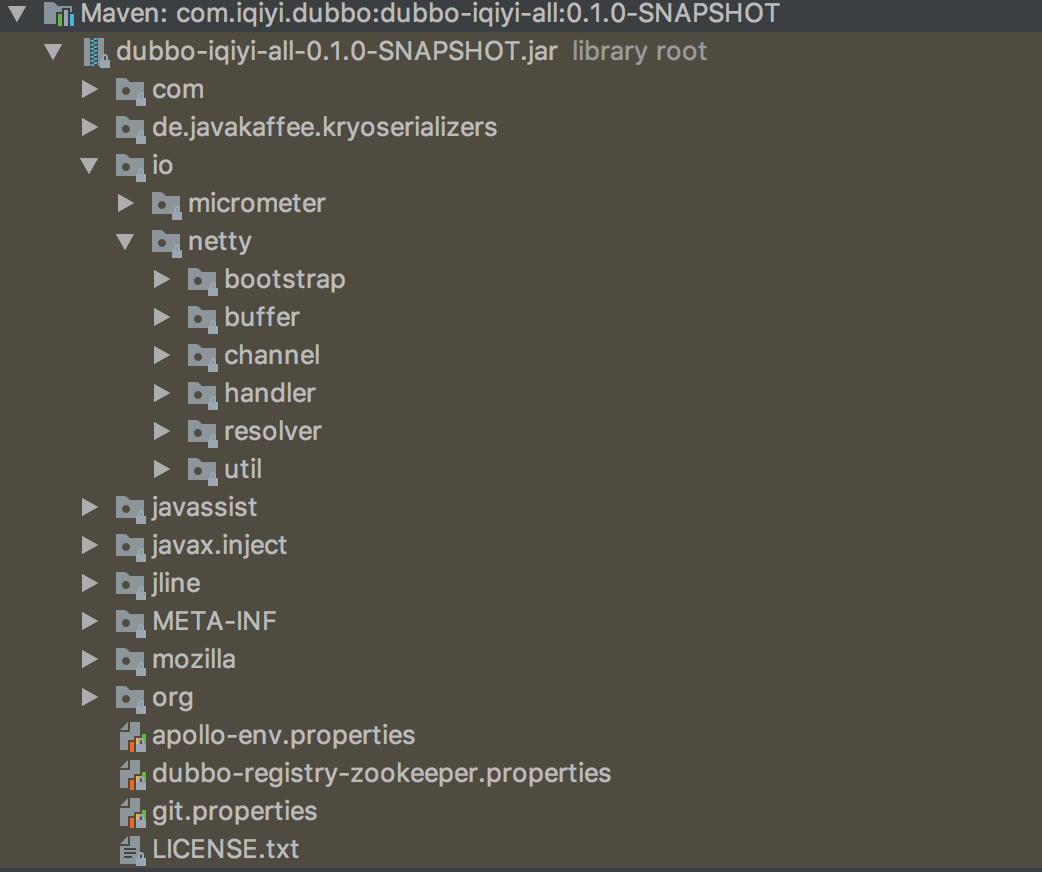 Maven: com.iqiyi.dubbo:dubbo-iqiyi-all:0.1.0-SNAPSHOT
dubbo-iqiyi-all-0.1.0-SNAPSHOT.jar library root
com
de.javakaffee.kryoserializers
io
micrometer
netty
bootstrap
buffer
channel
handler
resolver
util
javassist
javax.inject
jline
META-INF
mozilla
org
apollo-env.properties
dubbo-registry-zookeeper.properties
git.properties
LICENSE.txt